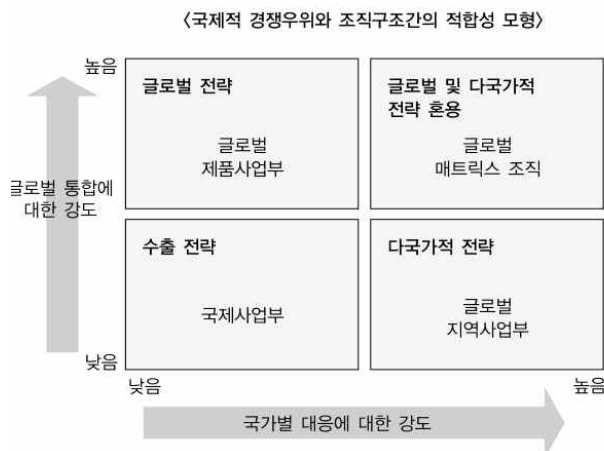 〈국제적 경쟁우위와 조직구조간의 적합성 모형〉
높음
글로벌 전략
글로벌
제품사업부
글로벌 및 다국가적
전략 혼용
글로벌
매트릭스 조직
글로벌 통합에
대한 강도
수출 전략
국제사업부
다국가적 전략
글로벌
지역사업부
낮음
낮음
높음
국가별 대응에 대한 강도